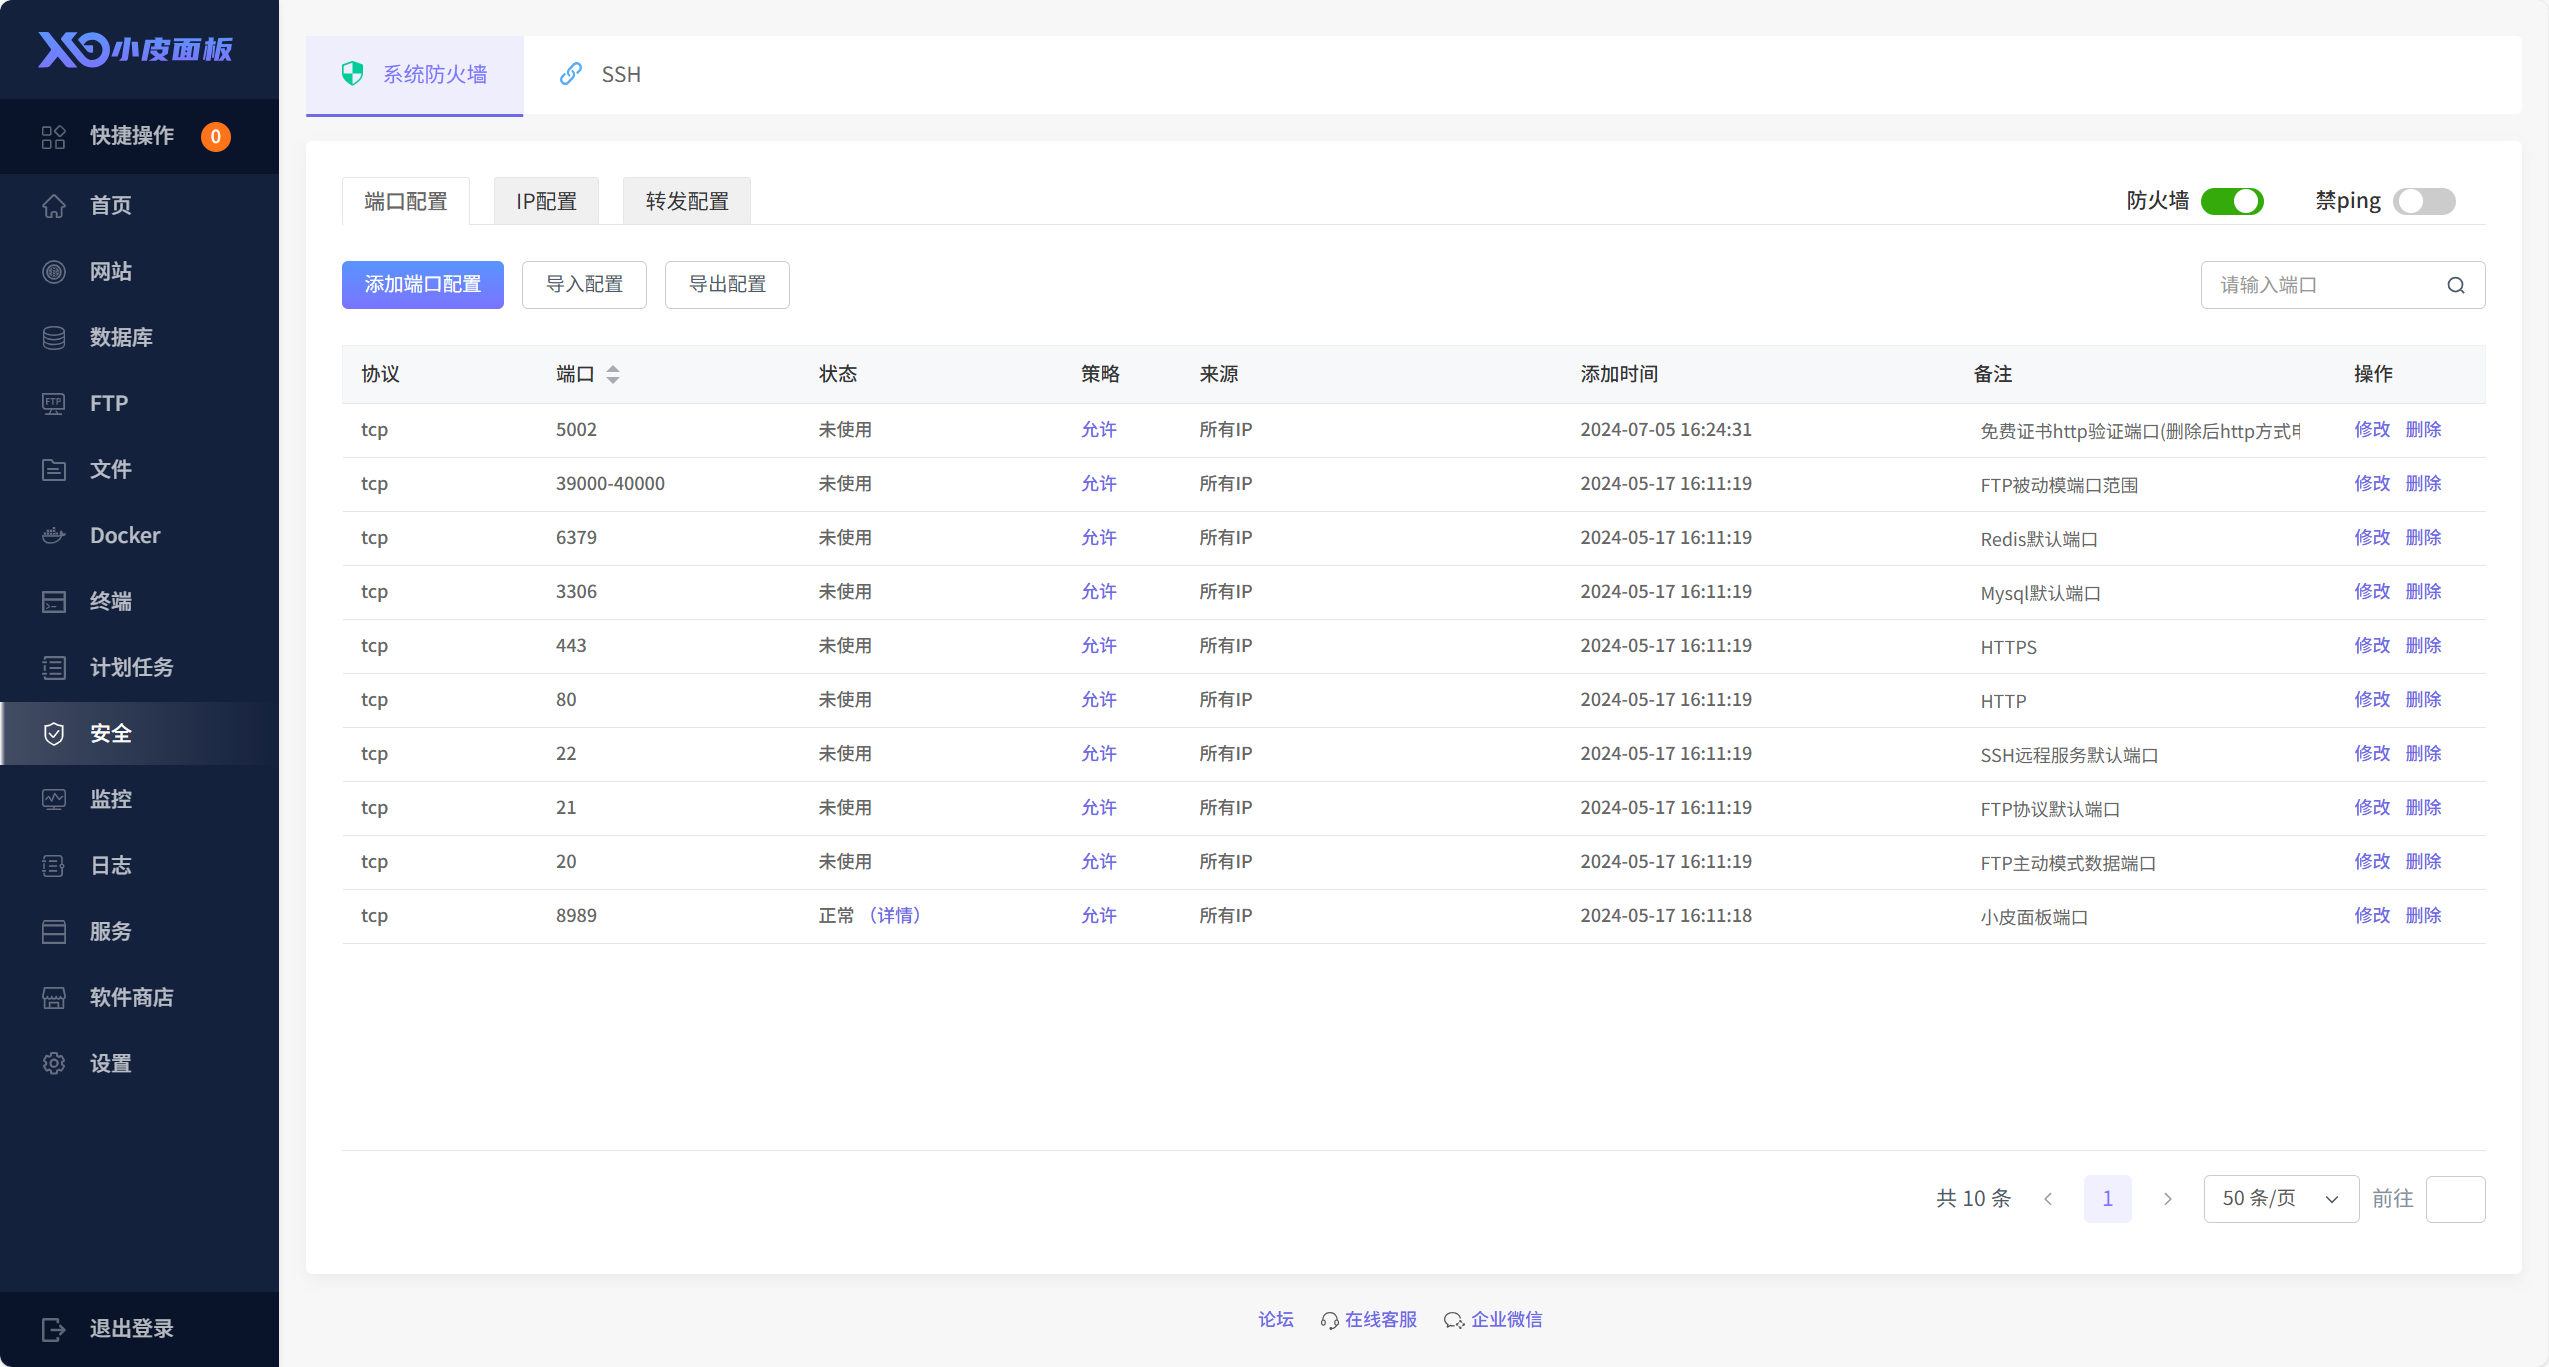 小皮面板
快捷操作 0
首页
网站
数据库
FTP
文件
Docker
终端
计划任务
安全
监控
日志
服务
软件商店
设置
退出登录
系统防火墙 SSH
端口配置 IP配置 转发配置 防火墙 禁ping
添加端口配置 导入配置 导出配置 请输入端口
协议 端口 状态 策略 来源 添加时间 备注 操作
tcp 5002 未使用 允许 所有IP 2024-07-05 16:24:31 免费证书http验证端口(删除后http方式 修改 删除
tcp 39000-40000 未使用 允许 所有IP 2024-05-17 16:11:19 FTP被动模端口范围 修改 删除
tcp 6379 未使用 允许 所有IP 2024-05-17 16:11:19 Redis默认端口 修改 删除
tcp 3306 未使用 允许 所有IP 2024-05-17 16:11:19 Mysql默认端口 修改 删除
tcp 443 未使用 允许 所有IP 2024-05-17 16:11:19 HTTPS 修改 删除
tcp 80 未使用 允许 所有IP 2024-05-17 16:11:19 HTTP 修改 删除
tcp 22 未使用 允许 所有IP 2024-05-17 16:11:19 SSH远程服务默认端口 修改 删除
tcp 21 未使用 允许 所有IP 2024-05-17 16:11:19 FTP协议默认端口 修改 删除
tcp 20 未使用 允许 所有IP 2024-05-17 16:11:19 FTP主动模式数据端口 修改 删除
tcp 8989 正常 （详情） 允许 所有IP 2024-05-17 16:11:18 小皮面板端口 修改 删除
共 10 条 1 50 条/页 前往
论坛 在线客服 企业微信